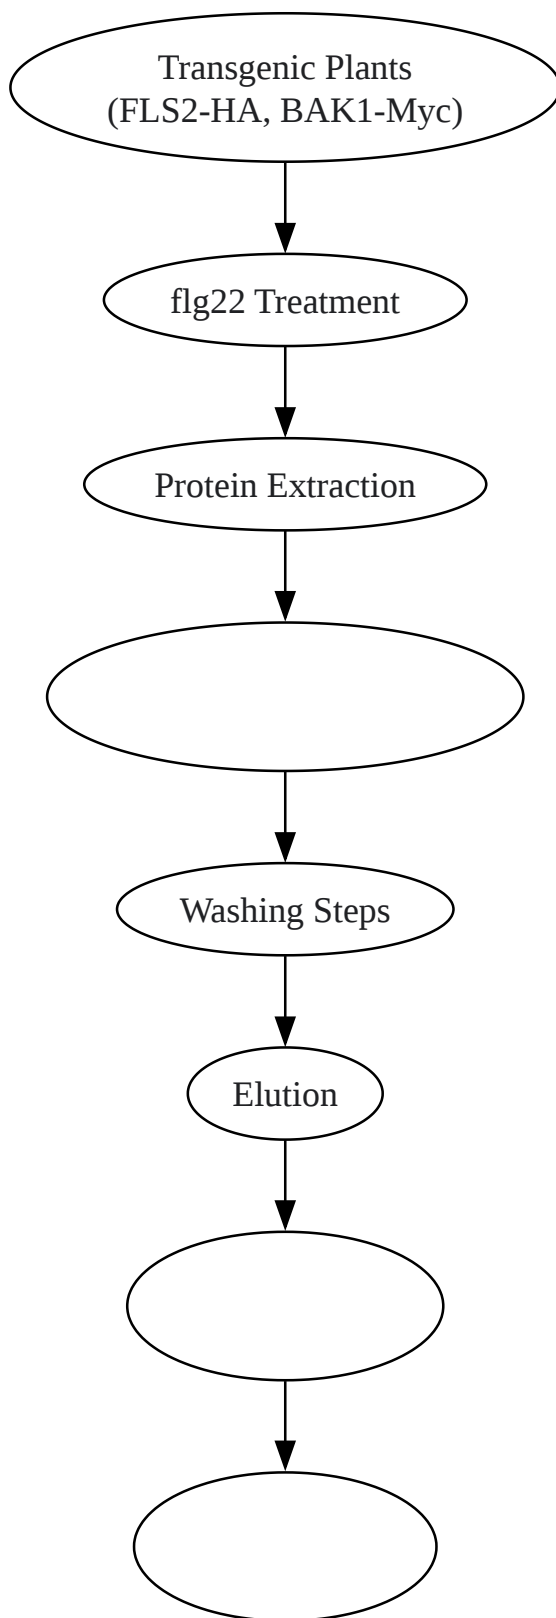 Transgenic Plants
(FLS2-HA, BAK1-Myc)
flg22 Treatment
Protein Extraction
Washing Steps
Elution